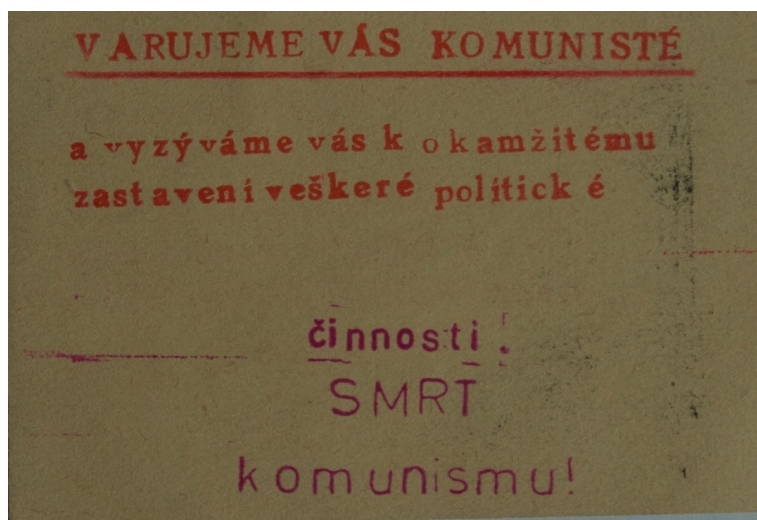 VARUJEME VÁS KOMUNISTÉ
a vyzýváme vás k okamžitému
zastavení veškeré politické
činnosti!
SMRT
komunismu!